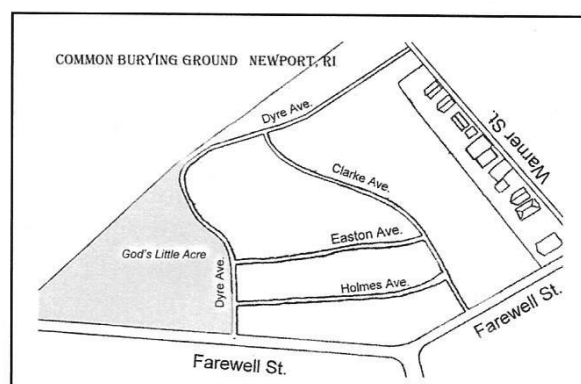 COMMON BURYING GROUND NEWPORT, RI
Dyre Ave.
Warner St.
Clarke Ave.
Easton Ave.
God's Little Acre
Dyre Ave.
Holmes Ave.
Farewell St.
Farewell St.